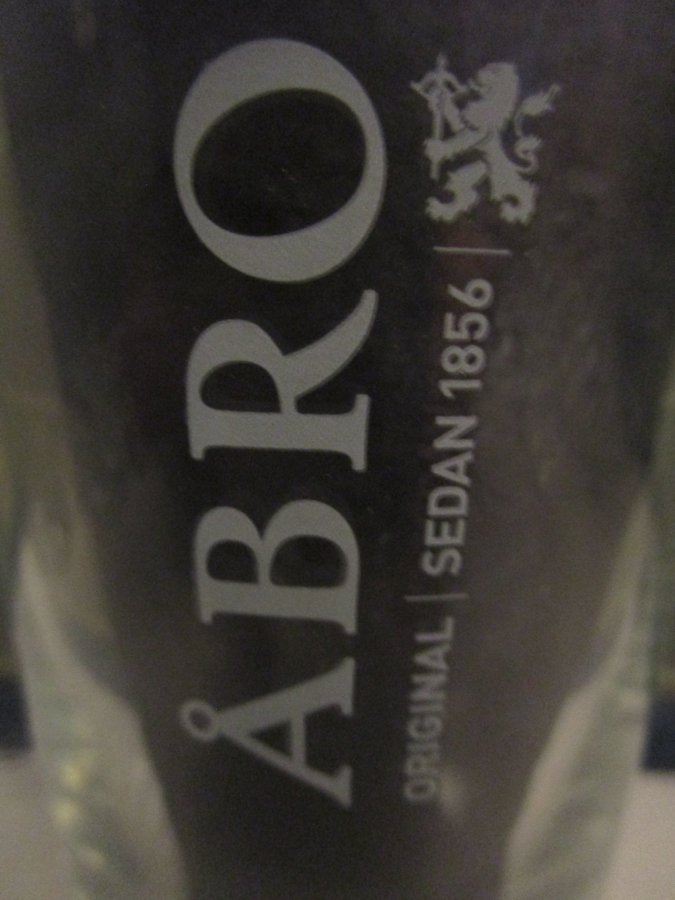 ÅBRO
ORIGINAL | SEDAN 1856 |